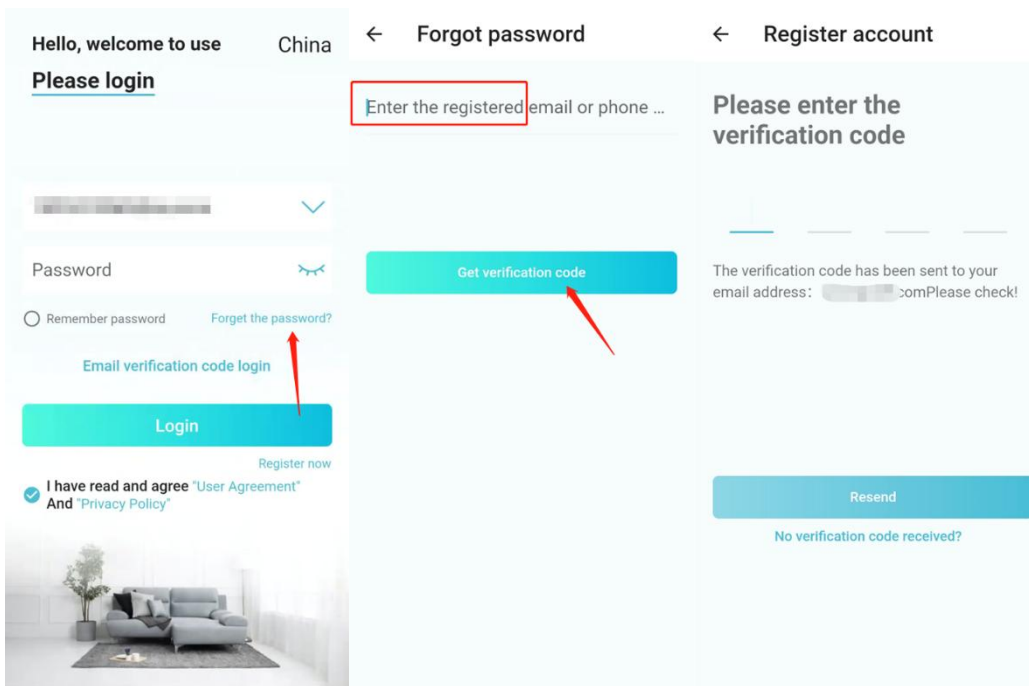 Hello, welcome to use
China
Please login
Password
Remember password
Forget the password?
Email verification code login
Login
Register now
I have read and agree "User Agreement"
And "Privacy Policy"
Forgot password
Enter the registered email or phone ...
Get verification code
Register account
Please enter the
verification code
The verification code has been sent to your
email address: comPlease check!
Resend
No verification code received?